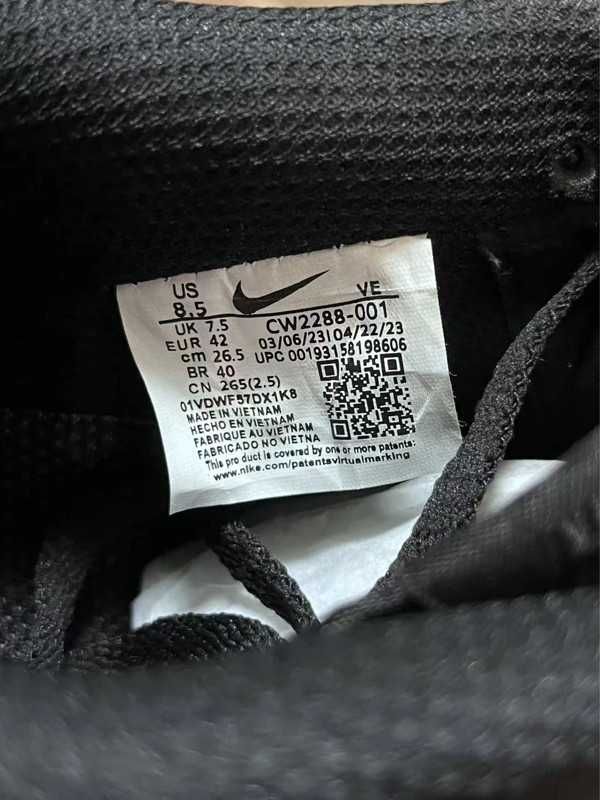 US VE
8.5
UK 7.5 CW2288-001
EUR 42 03/06/23|04/22/23
cm 26.5 UPC 00193158198606
BR 40
CN 265(2.5)
01VDWF57DX1K8
MADE IN VIETNAM
HECHO EN VIETNAM
FABRIQUE AU VIETNAM
FABRICADO NO VIETNA
This pro duct is covered by one or more patents:
www.nike.com/patentsvirtualmarking